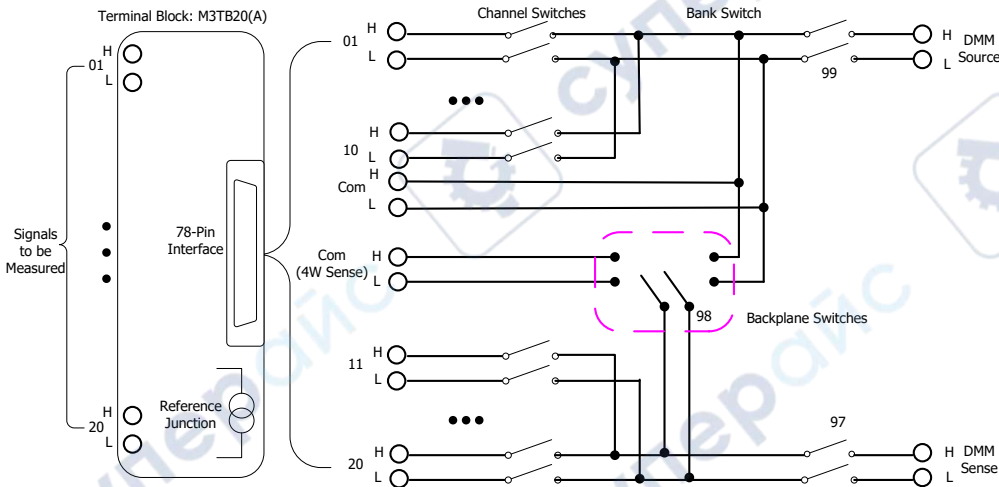 Terminal Block: M3TB20(A)
Channel Switches
Bank Switch
H
01
L
Signals
to be
Measured
78-Pin
Interface
Reference
Junction
H
20
L
H
01
L
H
10
L
H
Com
L
Com
(4W Sense)
H
L
H
11
L
H
20
L
H DMM
L Source
99
98
Backplane Switches
97
H DMM
L Sense
суперайс